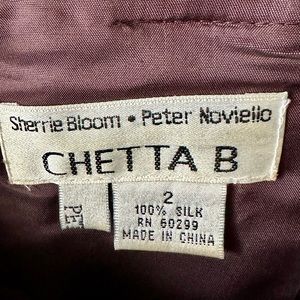 Sherrie Bloom • Peter Noviello
CHETTA B
2
100% SILK
RN 60299
MADE IN CHINA